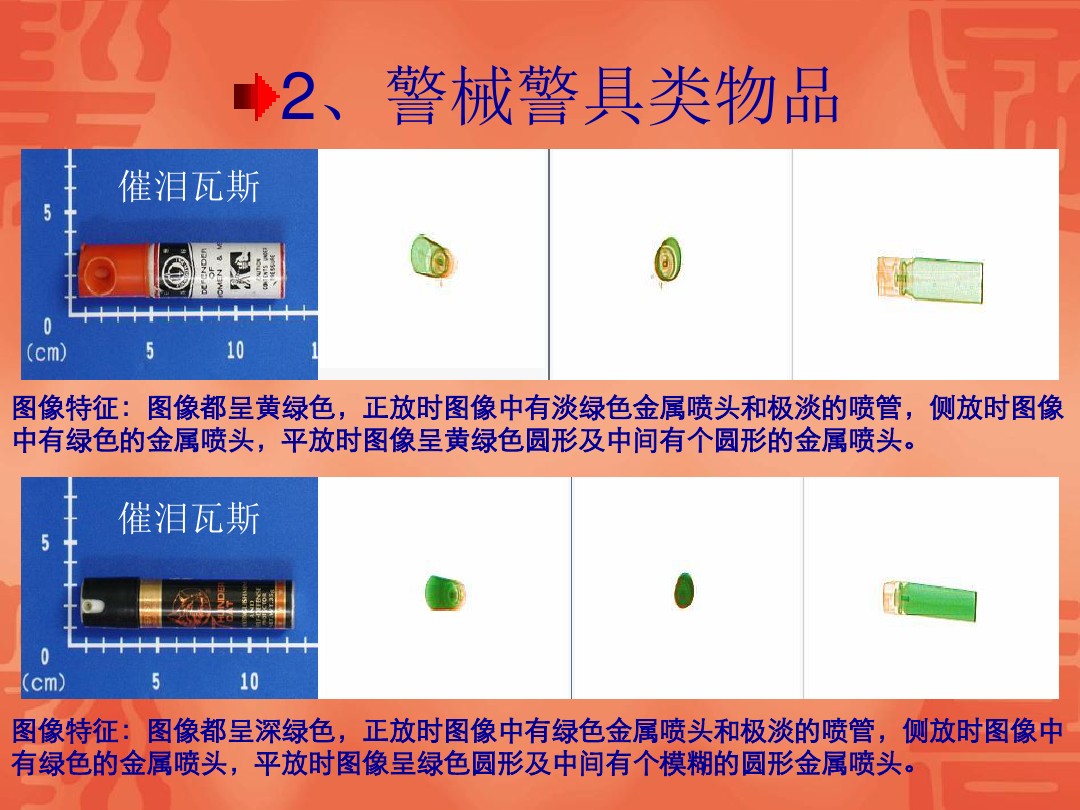 2、警械警具类物品
催泪瓦斯
5
0
(cm)
5
10
1
DEFENDER
OF
WOMEN &
CAUTION
CONTENTS UNDER
PRESSURE
图像特征：图像都呈黄绿色，正放时图像中有淡绿色金属喷头和极淡的喷管，侧放时图像
中有绿色的金属喷头，平放时图像呈黄绿色圆形及中间有个圆形的金属喷头。
催泪瓦斯
5
0
(cm)
5
10
图像特征：图像都呈深绿色，正放时图像中有绿色金属喷头和极淡的喷管，侧放时图像中
有绿色的金属喷头，平放时图像呈绿色圆形及中间有个模糊的圆形金属喷头。